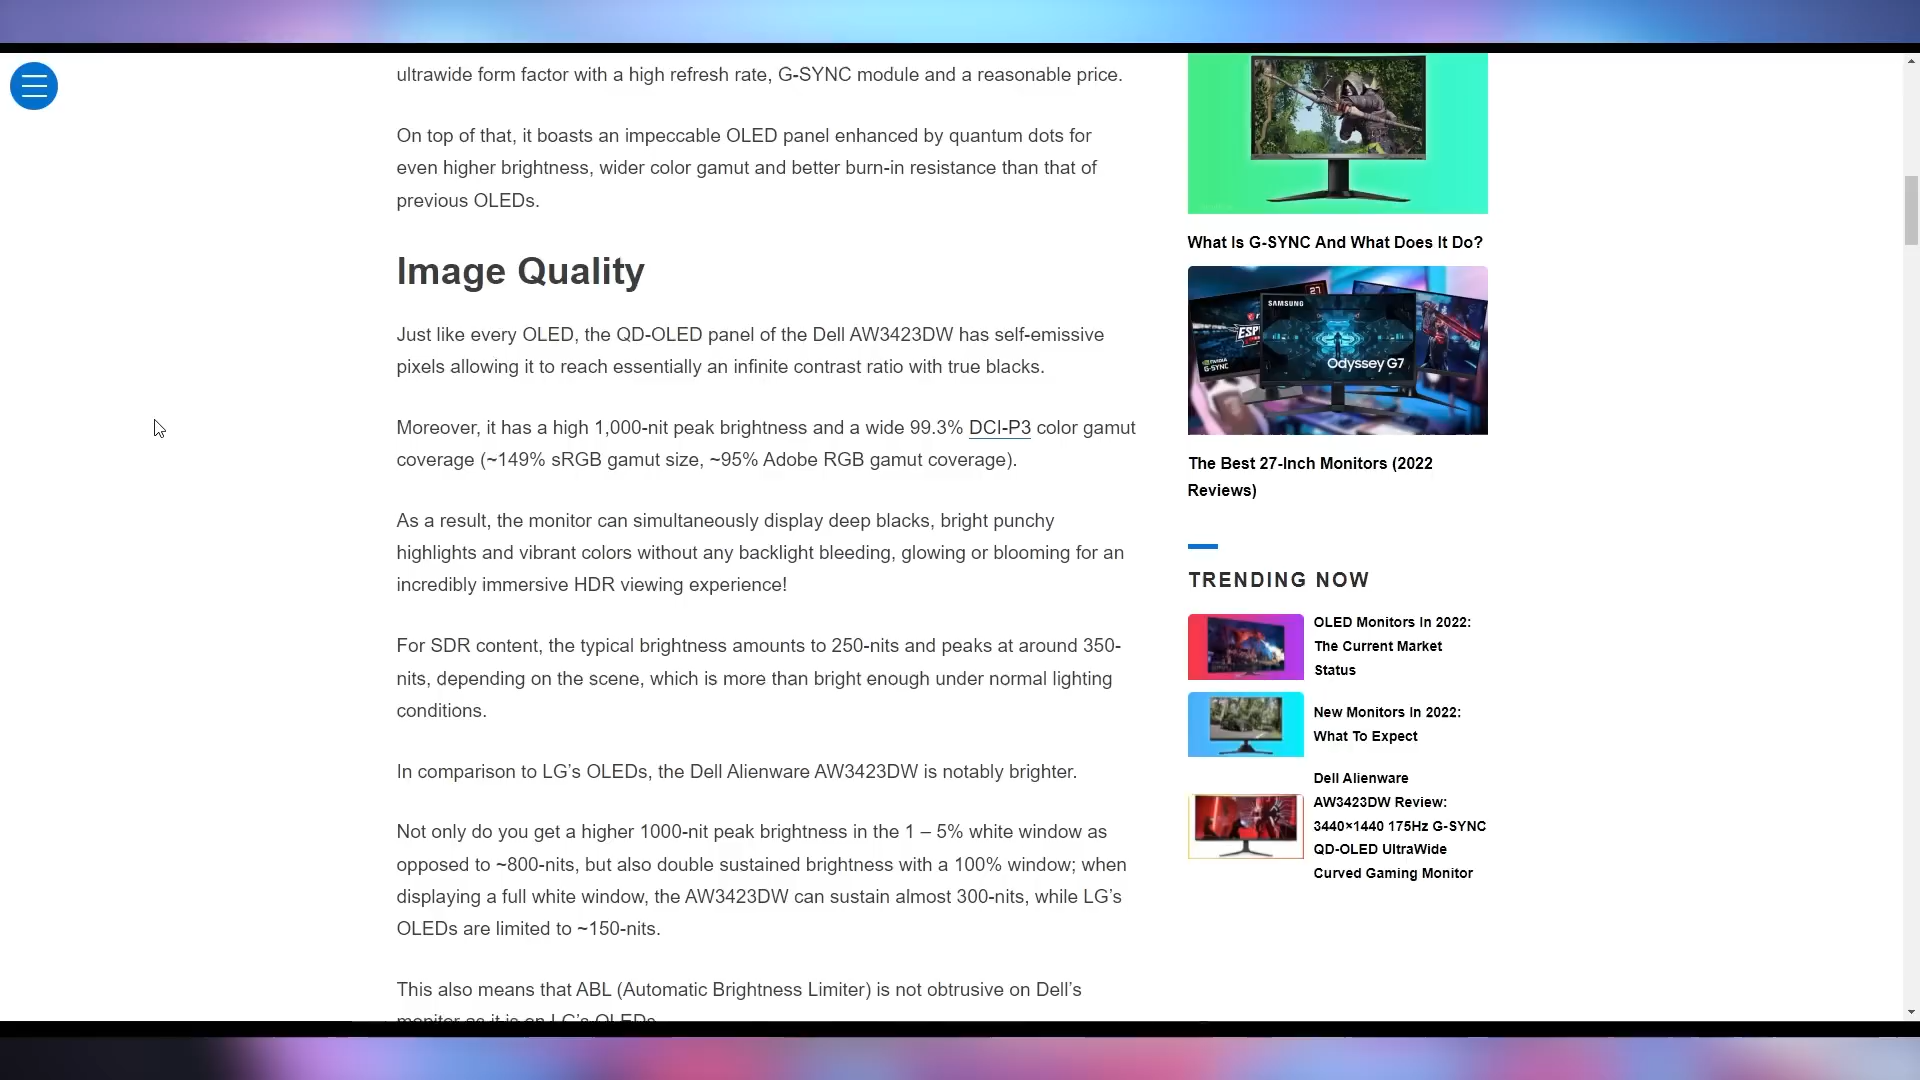 ultrawide form factor with a high refresh rate, G-SYNC module and a reasonable price.
On top of that, it boasts an impeccable OLED panel enhanced by quantum dots for
even higher brightness, wider color gamut and better burn-in resistance than that of
previous OLEDs.
Image Quality
Just like every OLED, the QD-OLED panel of the Dell AW3423DW has self-emissive
pixels allowing it to reach essentially an infinite contrast ratio with true blacks.
Moreover, it has a high 1,000-nit peak brightness and a wide 99.3% DCI-P3 color gamut
coverage (~149% sRGB gamut size, ~95% Adobe RGB gamut coverage).
As a result, the monitor can simultaneously display deep blacks, bright punchy
highlights and vibrant colors without any backlight bleeding, glowing or blooming for an
incredibly immersive HDR viewing experience!
For SDR content, the typical brightness amounts to 250-nits and peaks at around 350-
nits, depending on the scene, which is more than bright enough under normal lighting
conditions.
In comparison to LG’s OLEDs, the Dell Alienware AW3423DW is notably brighter.
Not only do you get a higher 1000-nit peak brightness in the 1 – 5% white window as
opposed to ~800-nits, but also double sustained brightness with a 100% window; when
displaying a full white window, the AW3423DW can sustain almost 300-nits, while LG’s
OLEDs are limited to ~150-nits.
This also means that ABL (Automatic Brightness Limiter) is not obtrusive on Dell’s
monitor as it is on LG’s OLEDs.
What Is G-SYNC And What Does It Do?
SAMSUNG
Odyssey G7
The Best 27-Inch Monitors (2022
Reviews)
TRENDING NOW
OLED Monitors In 2022:
The Current Market
Status
New Monitors In 2022:
What To Expect
Dell Alienware
AW3423DW Review:
3440×1440 175Hz G-SYNC
QD-OLED UltraWide
Curved Gaming Monitor